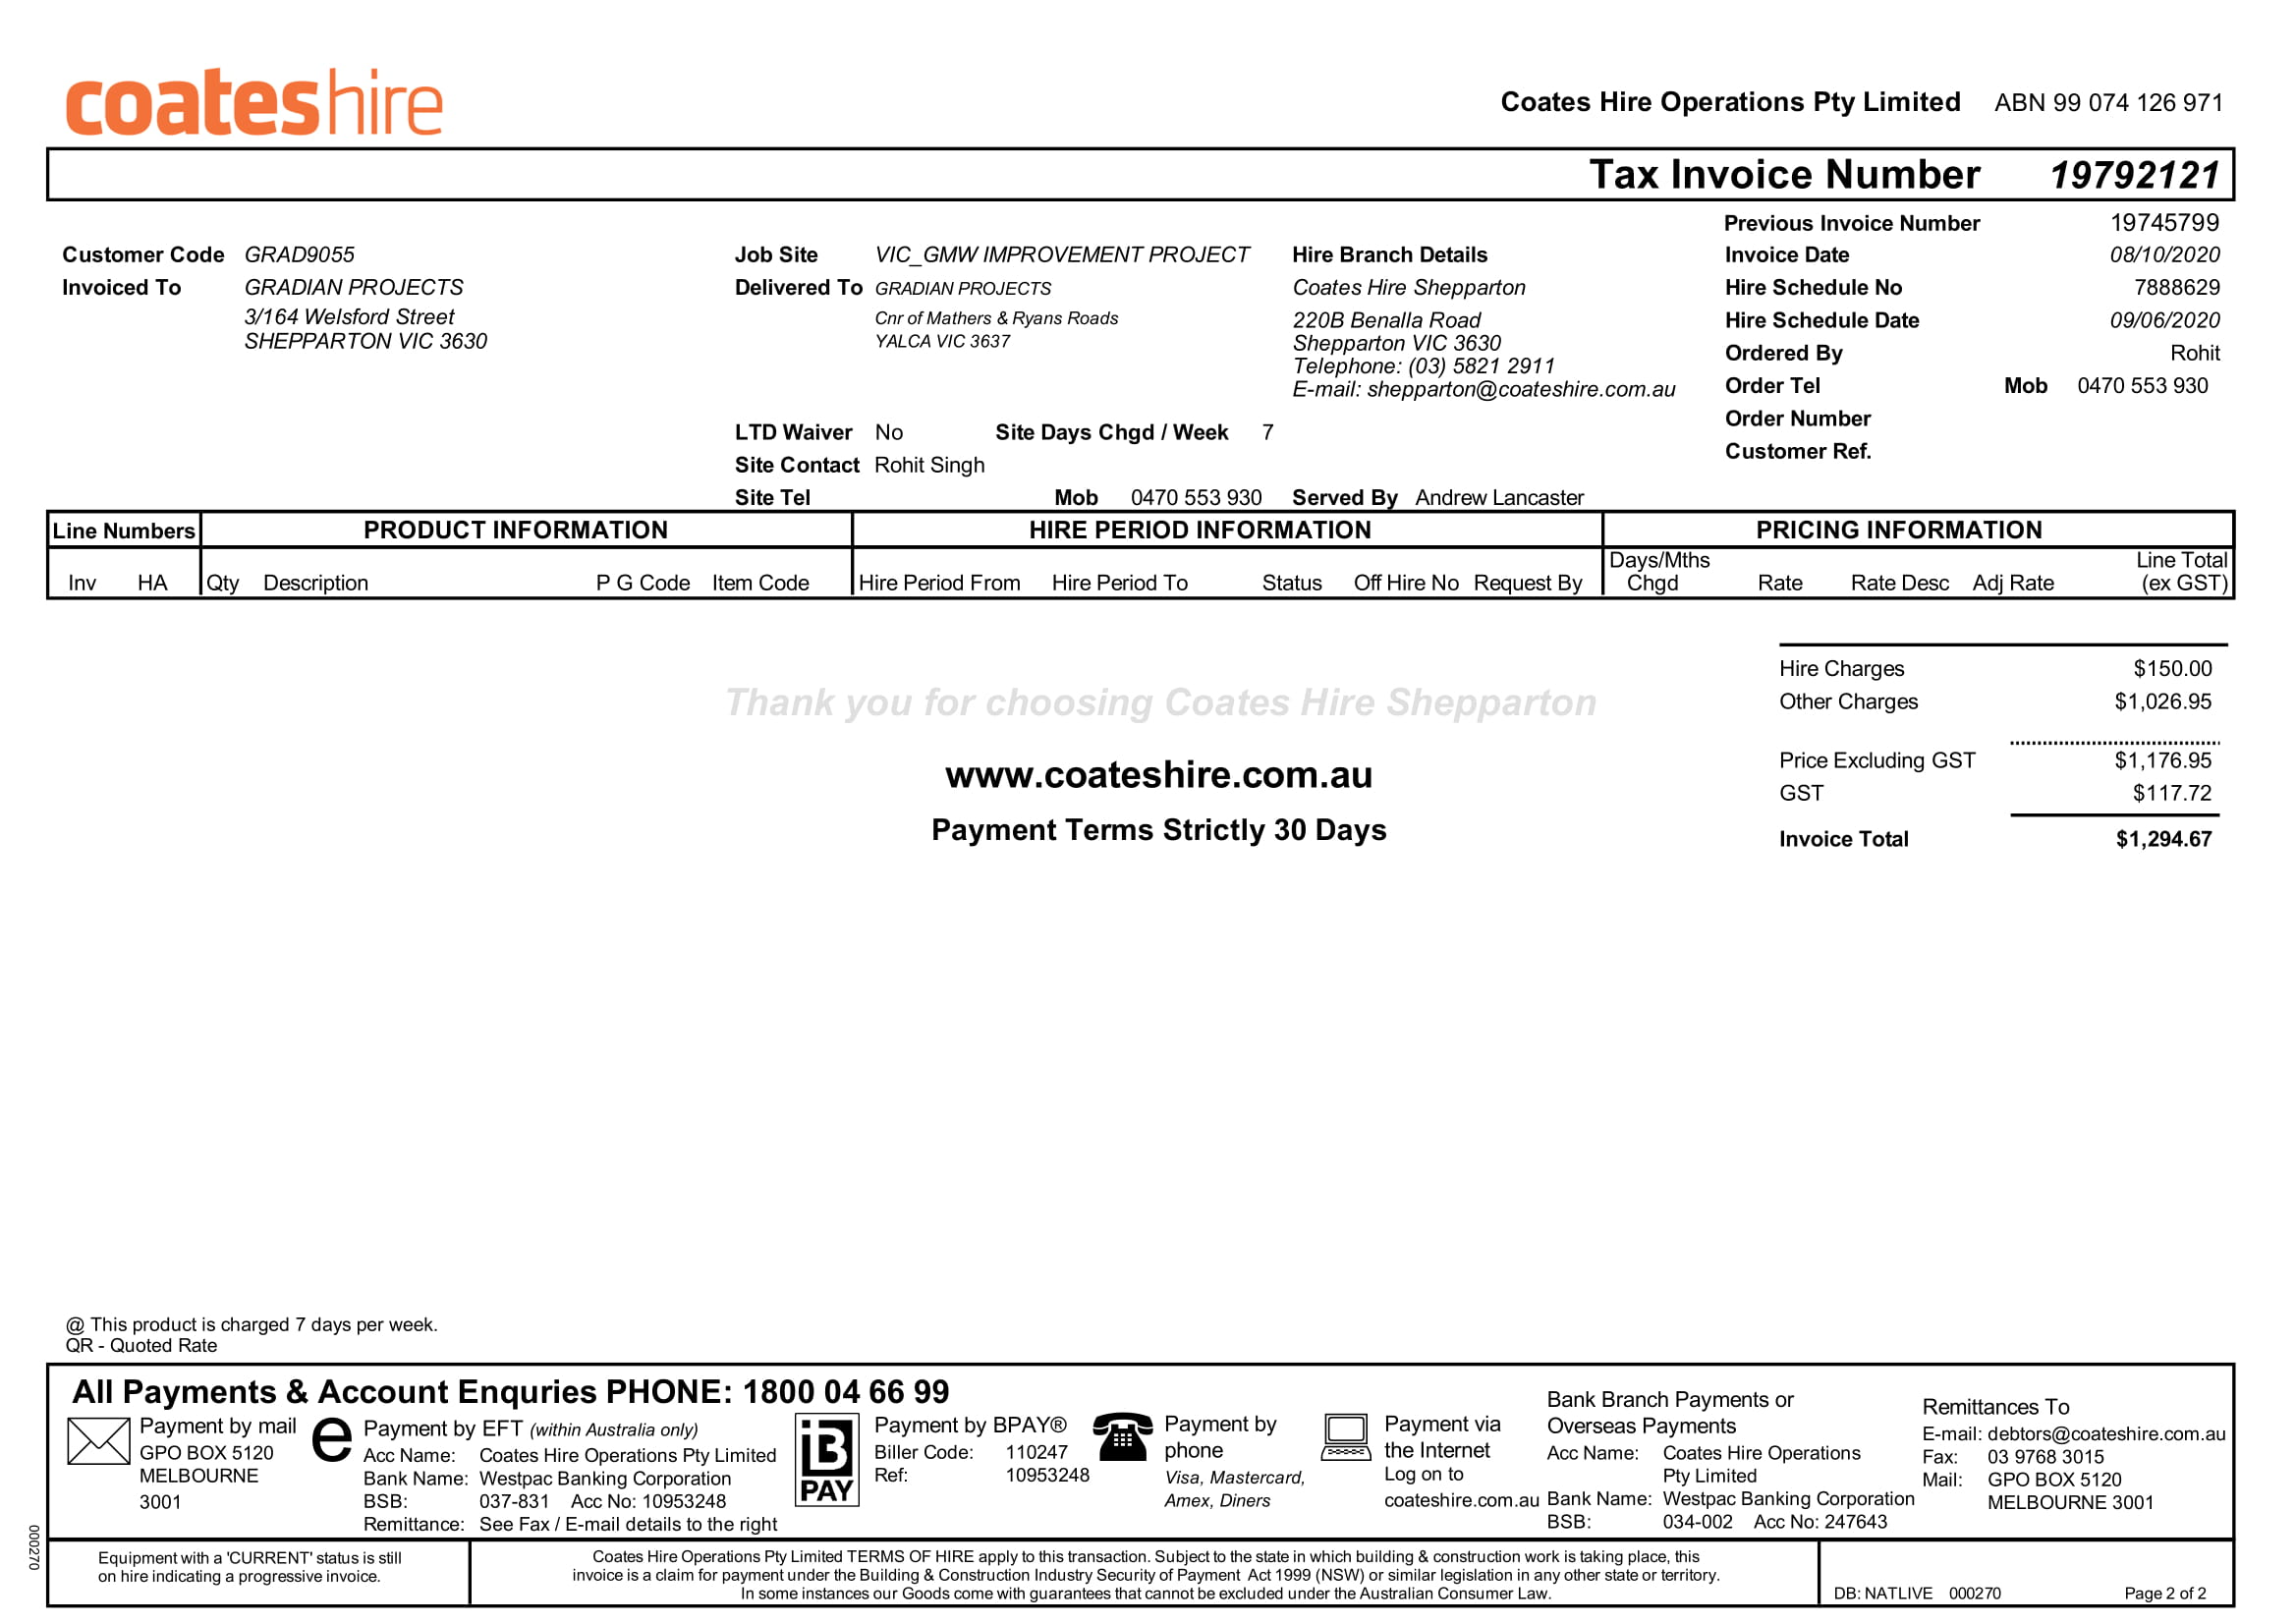 coateshire
Coates Hire Operations Pty Limited ABN 99 074 126 971
Tax Invoice Number 19792121
Previous Invoice Number 19745799
Customer Code GRAD9055
Invoiced To GRADIAN PROJECTS
3/164 Welsford Street
SHEPPARTON VIC 3630
Job Site VIC_GMW IMPROVEMENT PROJECT
Delivered To GRADIAN PROJECTS
Cnr of Mathers & Ryans Roads
YALCA VIC 3637
LTD Waiver No Site Days Chgd / Week 7
Site Contact Rohit Singh
Site Tel Mob 0470 553 930
Hire Branch Details
Coates Hire Shepparton
220B Benalla Road
Shepparton VIC 3630
Telephone: (03) 5821 2911
E-mail: shepparton@coateshire.com.au
Served By Andrew Lancaster
Invoice Date 08/10/2020
Hire Schedule No 7888629
Hire Schedule Date 09/06/2020
Ordered By Rohit
Order Tel Mob 0470 553 930
Order Number
Customer Ref.
Line Numbers PRODUCT INFORMATION HIRE PERIOD INFORMATION PRICING INFORMATION
Inv HA Qty Description P G Code Item Code Hire Period From Hire Period To Status Off Hire No Request By Days/Mths Chgd Rate Rate Desc Adj Rate Line Total (ex GST)
Hire Charges $150.00
Other Charges $1,026.95
Price Excluding GST $1,176.95
GST $117.72
Invoice Total $1,294.67
Thank you for choosing Coates Hire Shepparton
www.coateshire.com.au
Payment Terms Strictly 30 Days
@ This product is charged 7 days per week.
QR - Quoted Rate
All Payments & Account Enquries PHONE: 1800 04 66 99
Payment by mail
GPO BOX 5120
MELBOURNE
3001
e
Payment by EFT (within Australia only)
Acc Name: Coates Hire Operations Pty Limited
Bank Name: Westpac Banking Corporation
BSB: 037-831 Acc No: 10953248
Remittance: See Fax / E-mail details to the right
B
PAY
Payment by BPAY®
Biller Code: 110247
Ref: 10953248
Payment by
phone
Visa, Mastercard,
Amex, Diners
Payment via
the Internet
Log on to
coateshire.com.au
Bank Branch Payments or
Overseas Payments
Acc Name: Coates Hire Operations
Pty Limited
Bank Name: Westpac Banking Corporation
BSB: 034-002 Acc No: 247643
Remittances To
E-mail: debtors@coateshire.com.au
Fax: 03 9768 3015
Mail: GPO BOX 5120
MELBOURNE 3001
000270
Equipment with a 'CURRENT' status is still
on hire indicating a progressive invoice.
Coates Hire Operations Pty Limited TERMS OF HIRE apply to this transaction. Subject to the state in which building & construction work is taking place, this
invoice is a claim for payment under the Building & Construction Industry Security of Payment Act 1999 (NSW) or similar legislation in any other state or territory.
In some instances our Goods come with guarantees that cannot be excluded under the Australian Consumer Law.
DB: NATLIVE 000270 Page 2 of 2